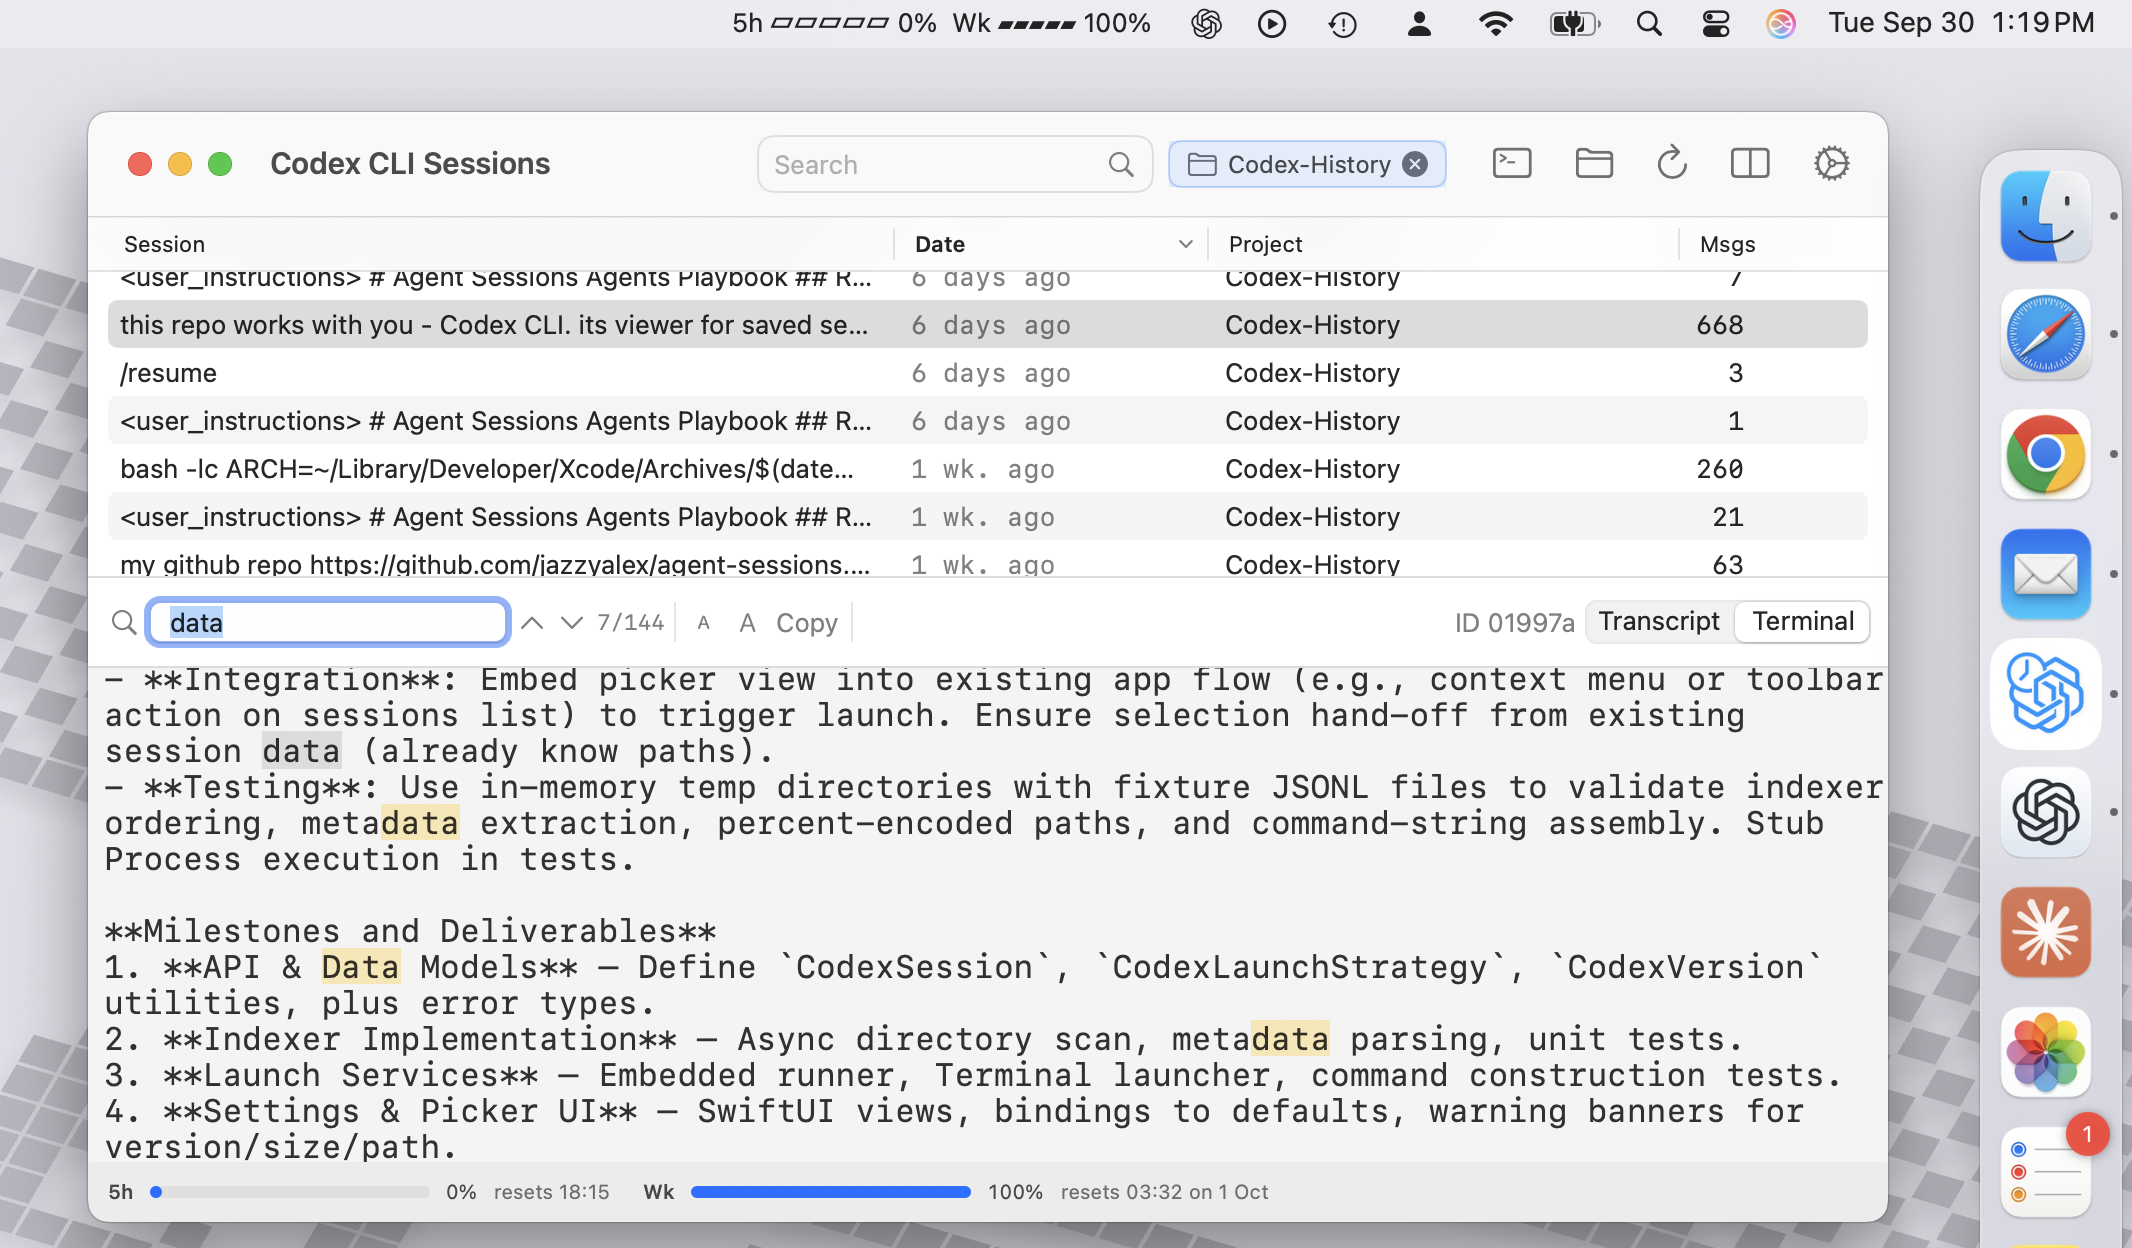 5h 0% Wk 100% Tue Sep 30 1:19 PM
Codex CLI Sessions Search Codex-History
Session Date Project Msgs
<user_instructions> # Agent Sessions Agents Playbook ## R... 6 days ago Codex-History 7
this repo works with you - Codex CLI. its viewer for saved se... 6 days ago Codex-History 668
/resume 6 days ago Codex-History 3
<user_instructions> # Agent Sessions Agents Playbook ## R... 6 days ago Codex-History 1
bash -lc ARCH=~/Library/Developer/Xcode/Archives/$(date... 1 wk. ago Codex-History 260
<user_instructions> # Agent Sessions Agents Playbook ## R... 1 wk. ago Codex-History 21
my github repo https://github.com/jazzyalex/agent-sessions.... 1 wk. ago Codex-History 63
data 7/144 A A Copy ID 01997a Transcript Terminal
- **Integration**: Embed picker view into existing app flow (e.g., context menu or toolbar
action on sessions list) to trigger launch. Ensure selection hand-off from existing
session data (already know paths).
- **Testing**: Use in-memory temp directories with fixture JSONL files to validate indexer
ordering, metadata extraction, percent-encoded paths, and command-string assembly. Stub
Process execution in tests.
**Milestones and Deliverables**
1. **API & Data Models** — Define `CodexSession`, `CodexLaunchStrategy`, `CodexVersion`
utilities, plus error types.
2. **Indexer Implementation** — Async directory scan, metadata parsing, unit tests.
3. **Launch Services** — Embedded runner, Terminal launcher, command construction tests.
4. **Settings & Picker UI** — SwiftUI views, bindings to defaults, warning banners for
version/size/path.
5h 0% resets 18:15 Wk 100% resets 03:32 on 1 Oct
1